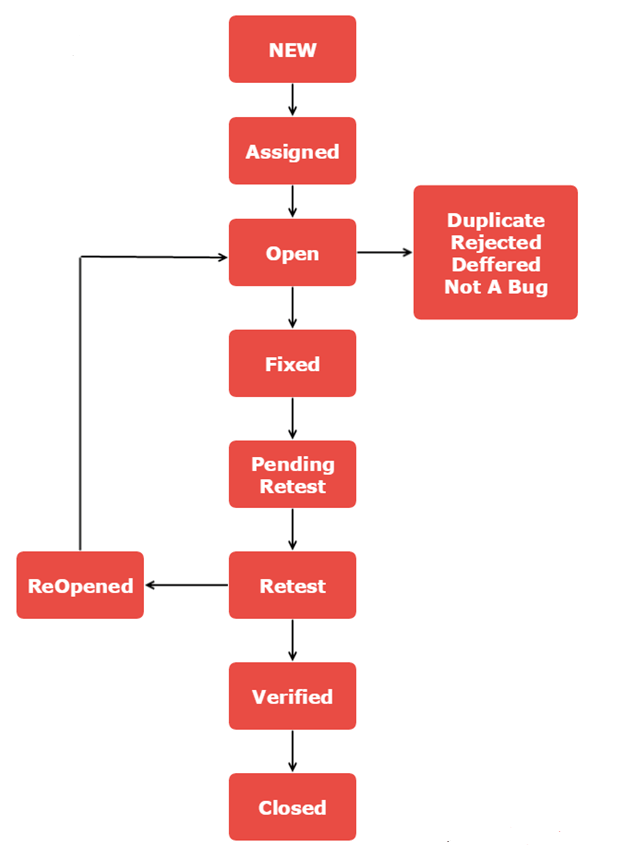 NEW
Assigned
Open
Duplicate
Rejected
Deffered
Not A Bug
Fixed
Pending
Retest
ReOpened
Retest
Verified
Closed